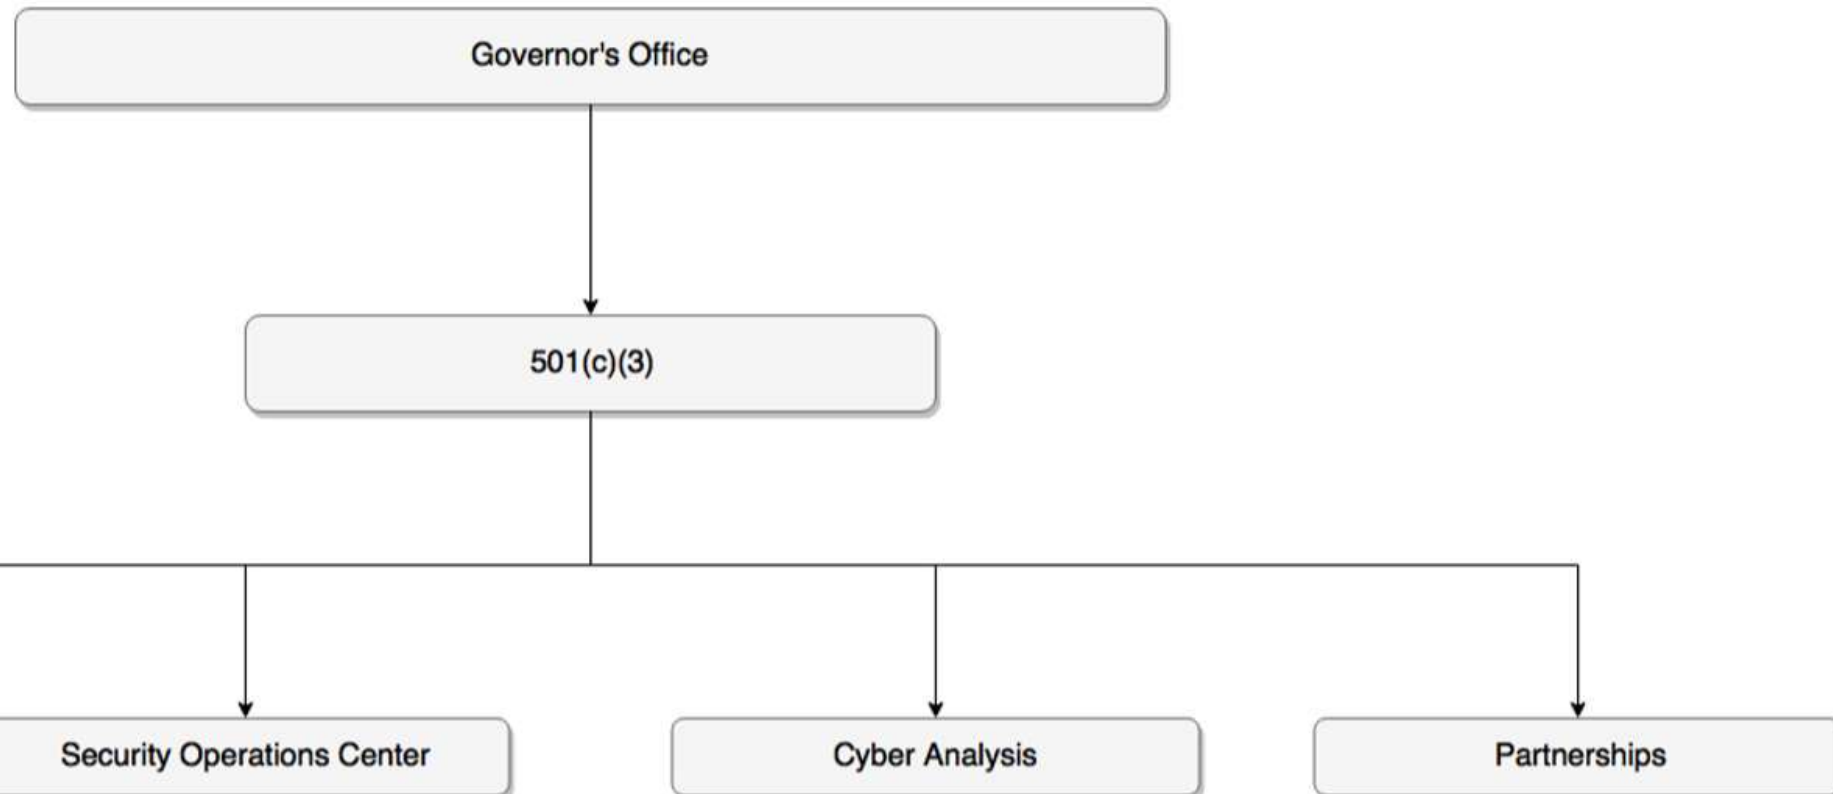 Governor's Office
501(c)(3)
Security Operations Center
Cyber Analysis
Partnerships